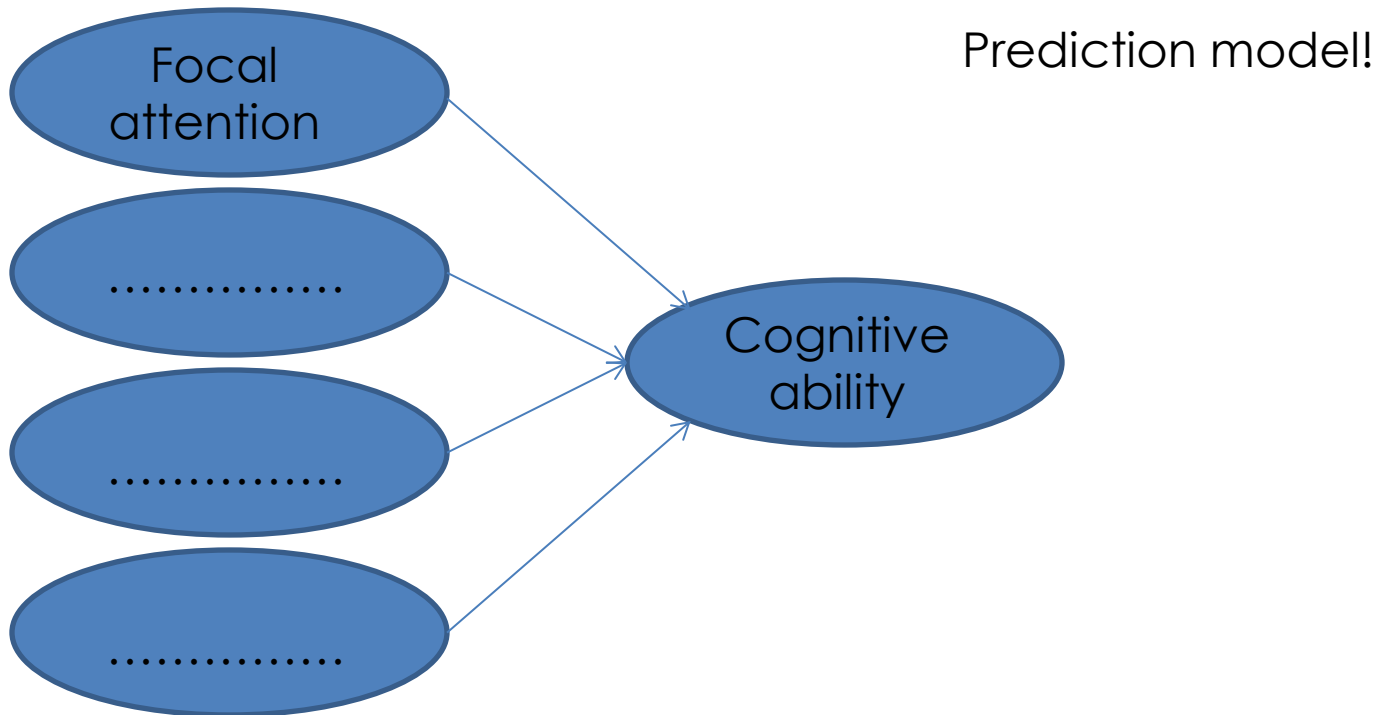 Prediction model!
Focal
attention
...............
...............
...............
Cognitive
ability